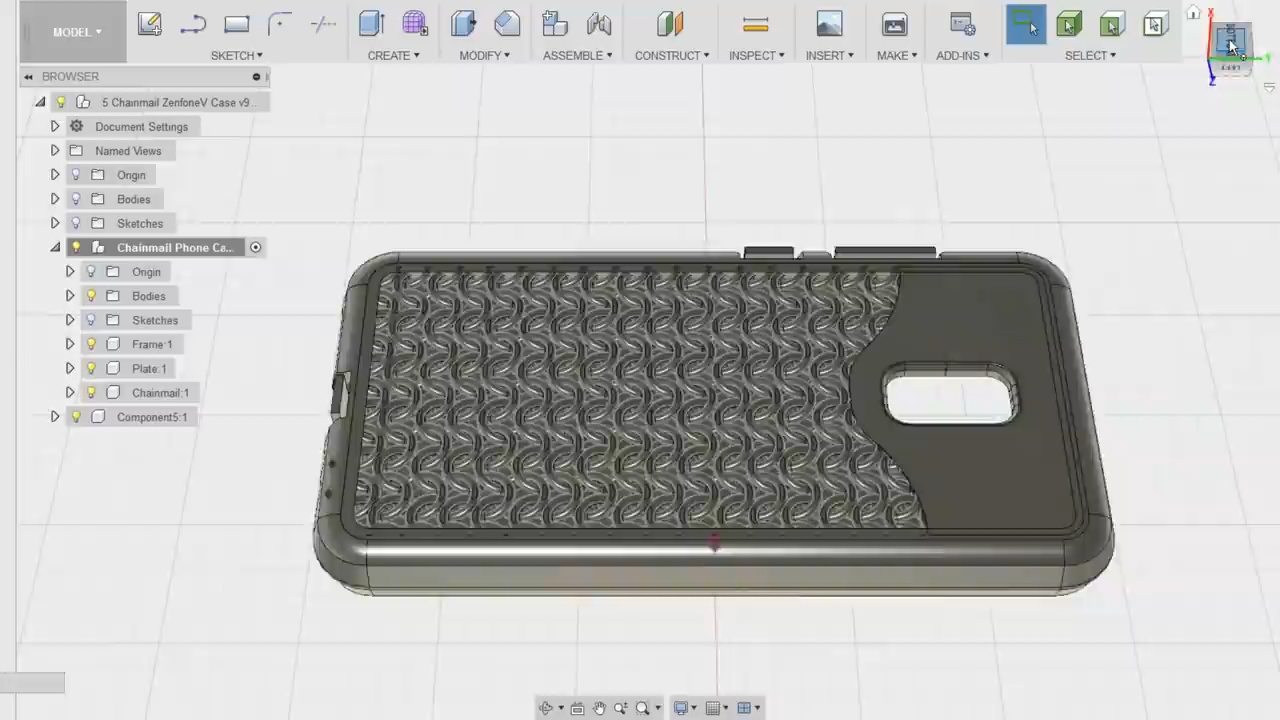 MODEL
SKETCH
CREATE
MODIFY
ASSEMBLE
CONSTRUCT
INSPECT
INSERT
MAKE
ADD-INS
SELECT
X
Y
Z
BROWSER
5 Chainmail ZenfoneV Case v9...
Document Settings
Named Views
Origin
Bodies
Sketches
Chainmail Phone Ca...
Origin
Bodies
Sketches
Frame:1
Plate:1
Chainmail:1
Component5:1